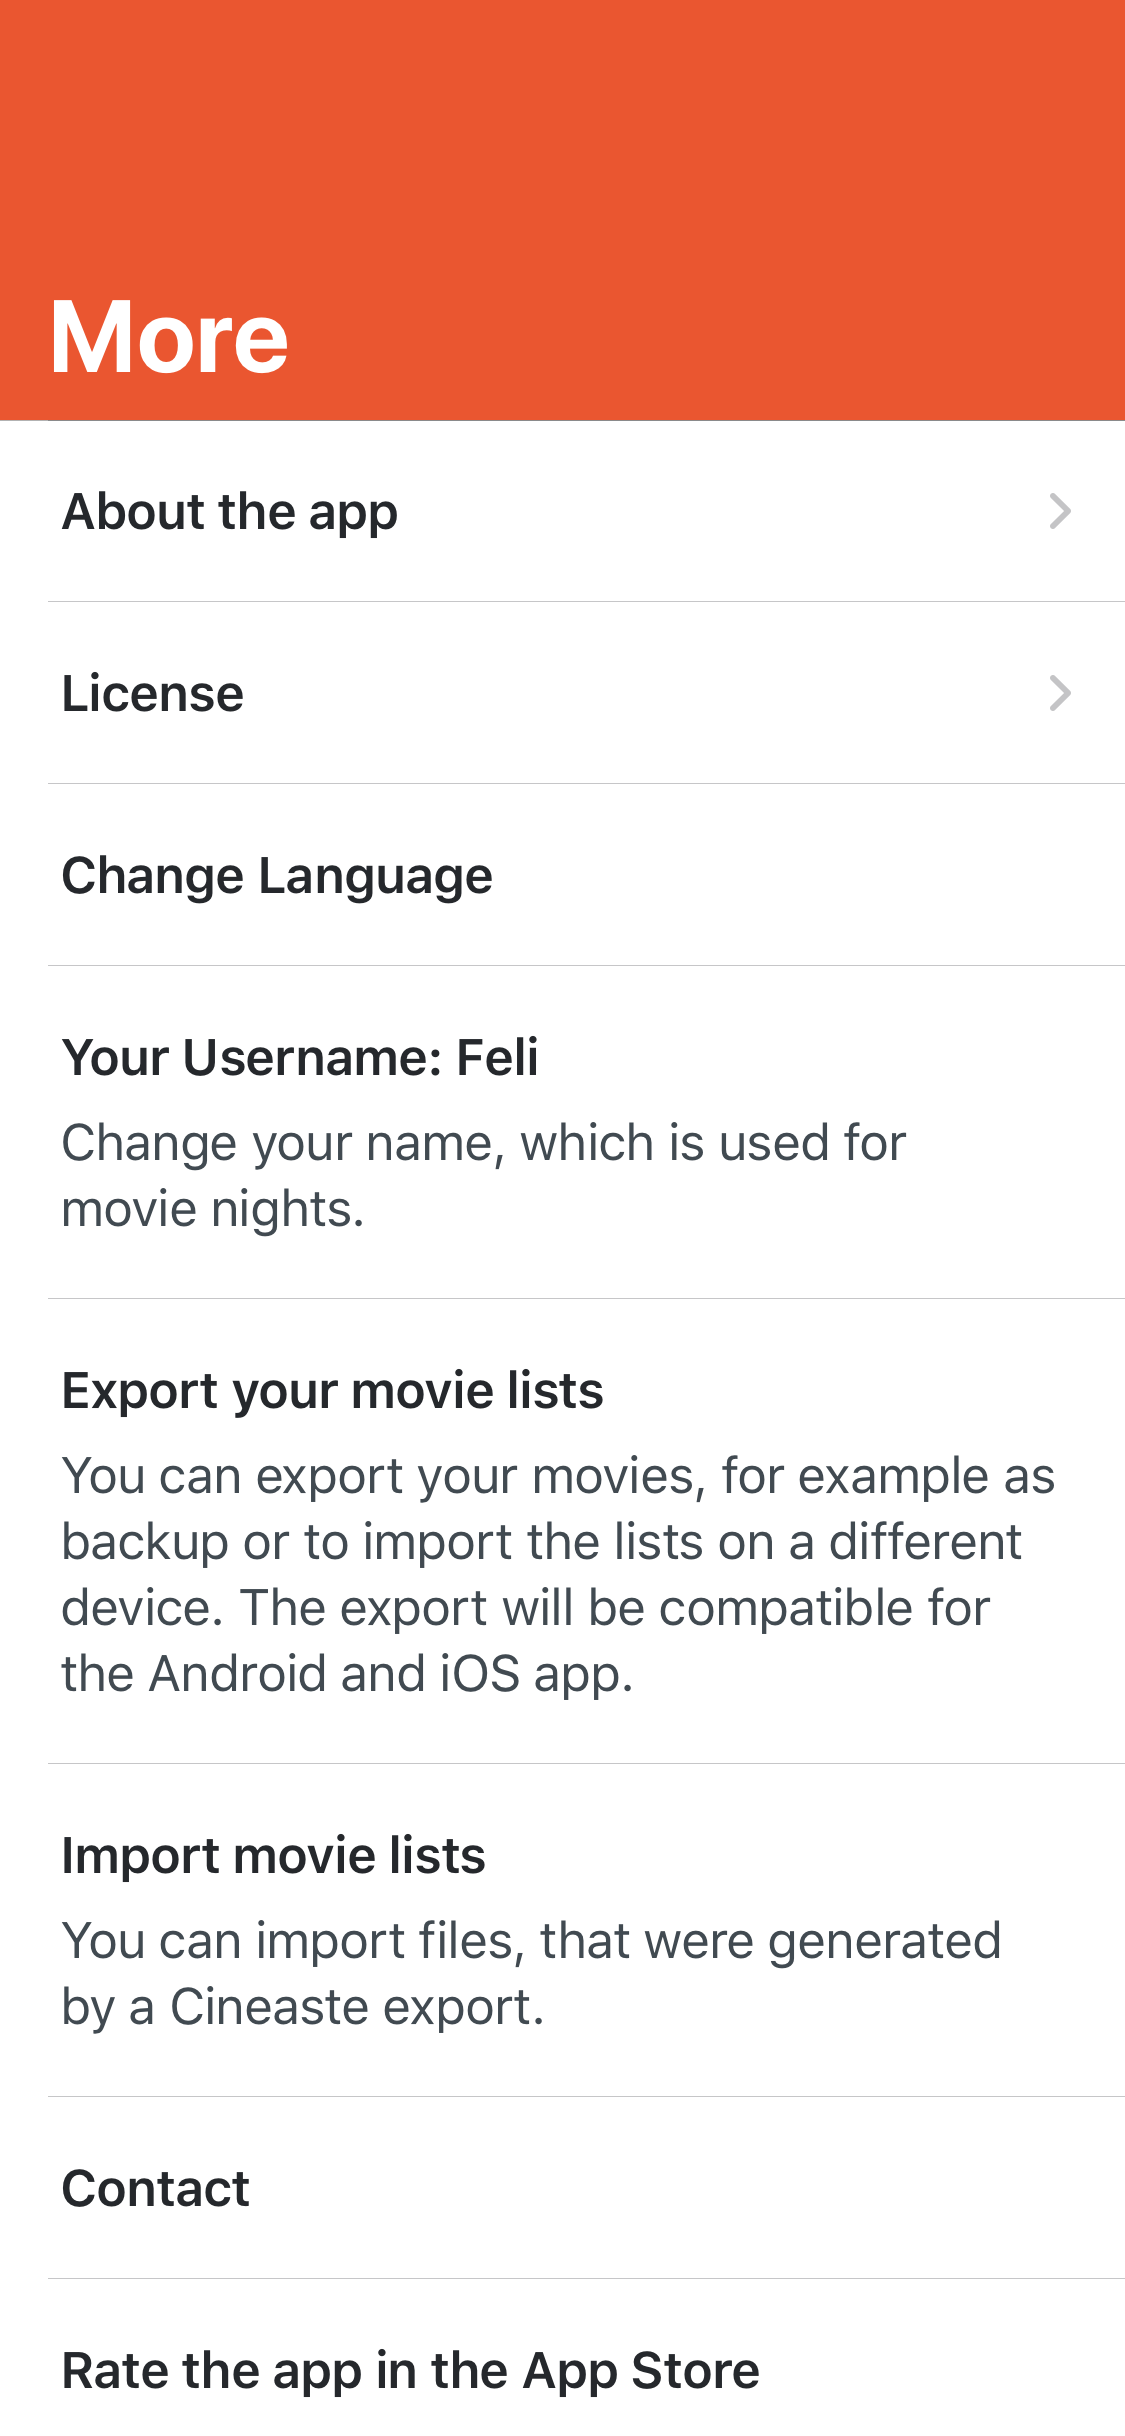 More
About the app
License
Change Language
Your Username: Feli
Change your name, which is used for
movie nights.
Export your movie lists
You can export your movies, for example as
backup or to import the lists on a different
device. The export will be compatible for
the Android and iOS app.
Import movie lists
You can import files, that were generated
by a Cineaste export.
Contact
Rate the app in the App Store